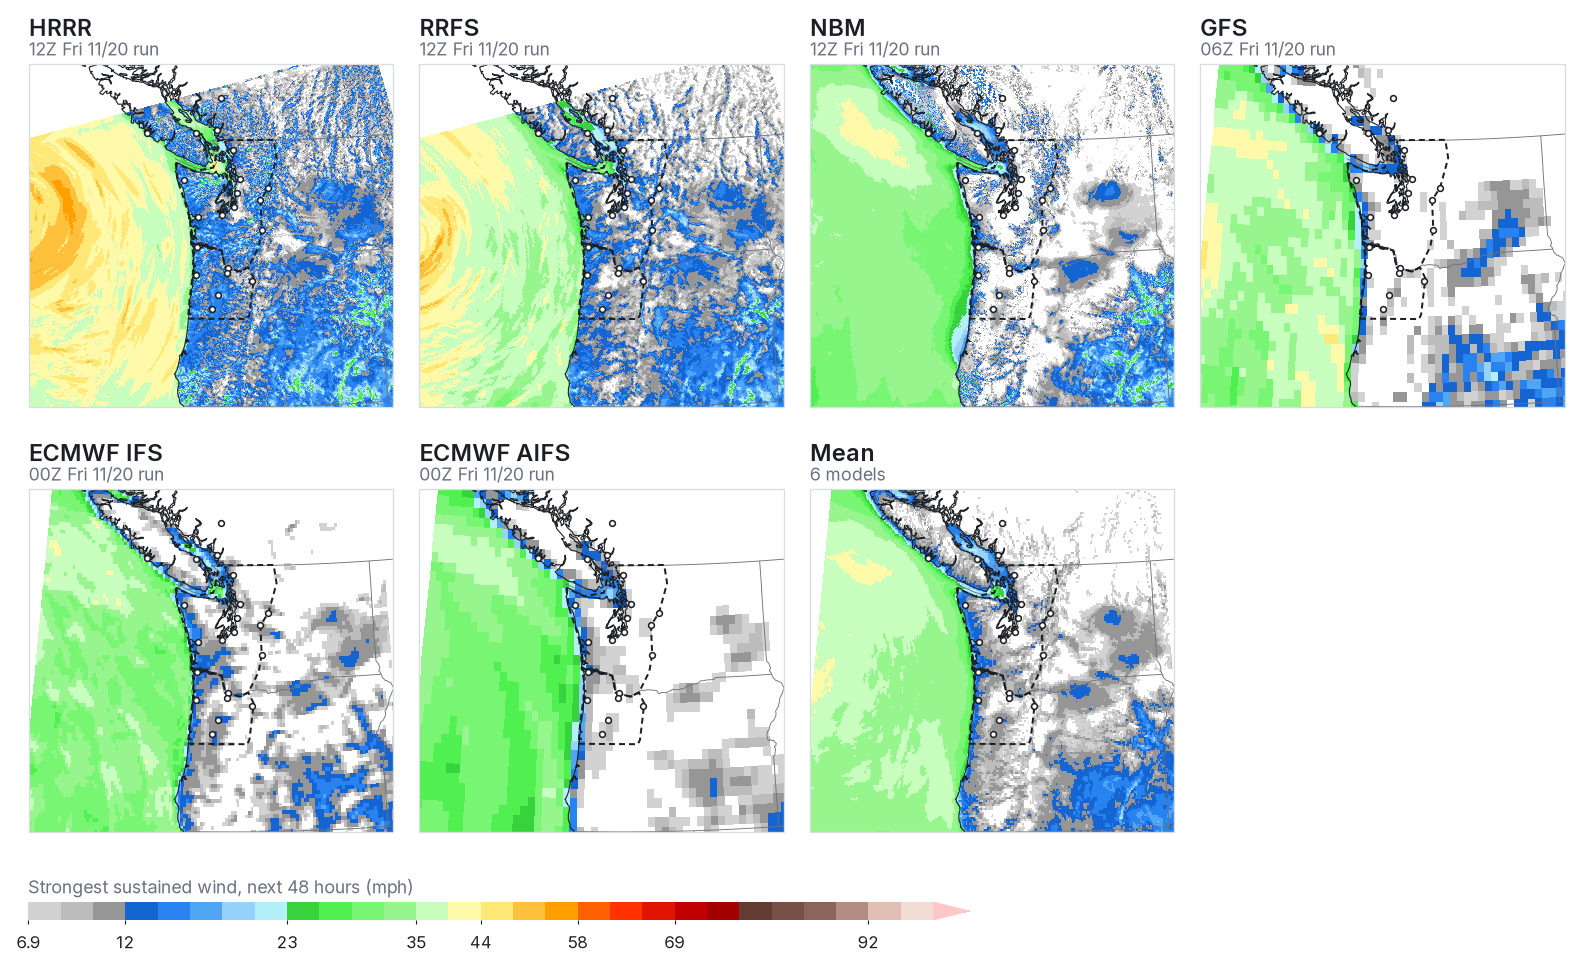 HRRR
12Z Fri 11/20 run
RRFS
12Z Fri 11/20 run
NBM
12Z Fri 11/20 run
GFS
06Z Fri 11/20 run
ECMWF IFS
00Z Fri 11/20 run
ECMWF AIFS
00Z Fri 11/20 run
Mean
6 models
Strongest sustained wind, next 48 hours (mph)
6.9 12 23 35 44 58 69 92